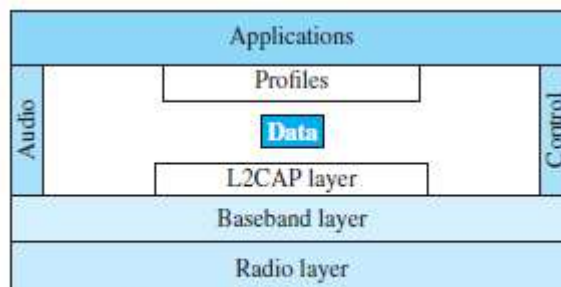 Applications
Profiles
Audio
Data
Control
L2CAP layer
Baseband layer
Radio layer